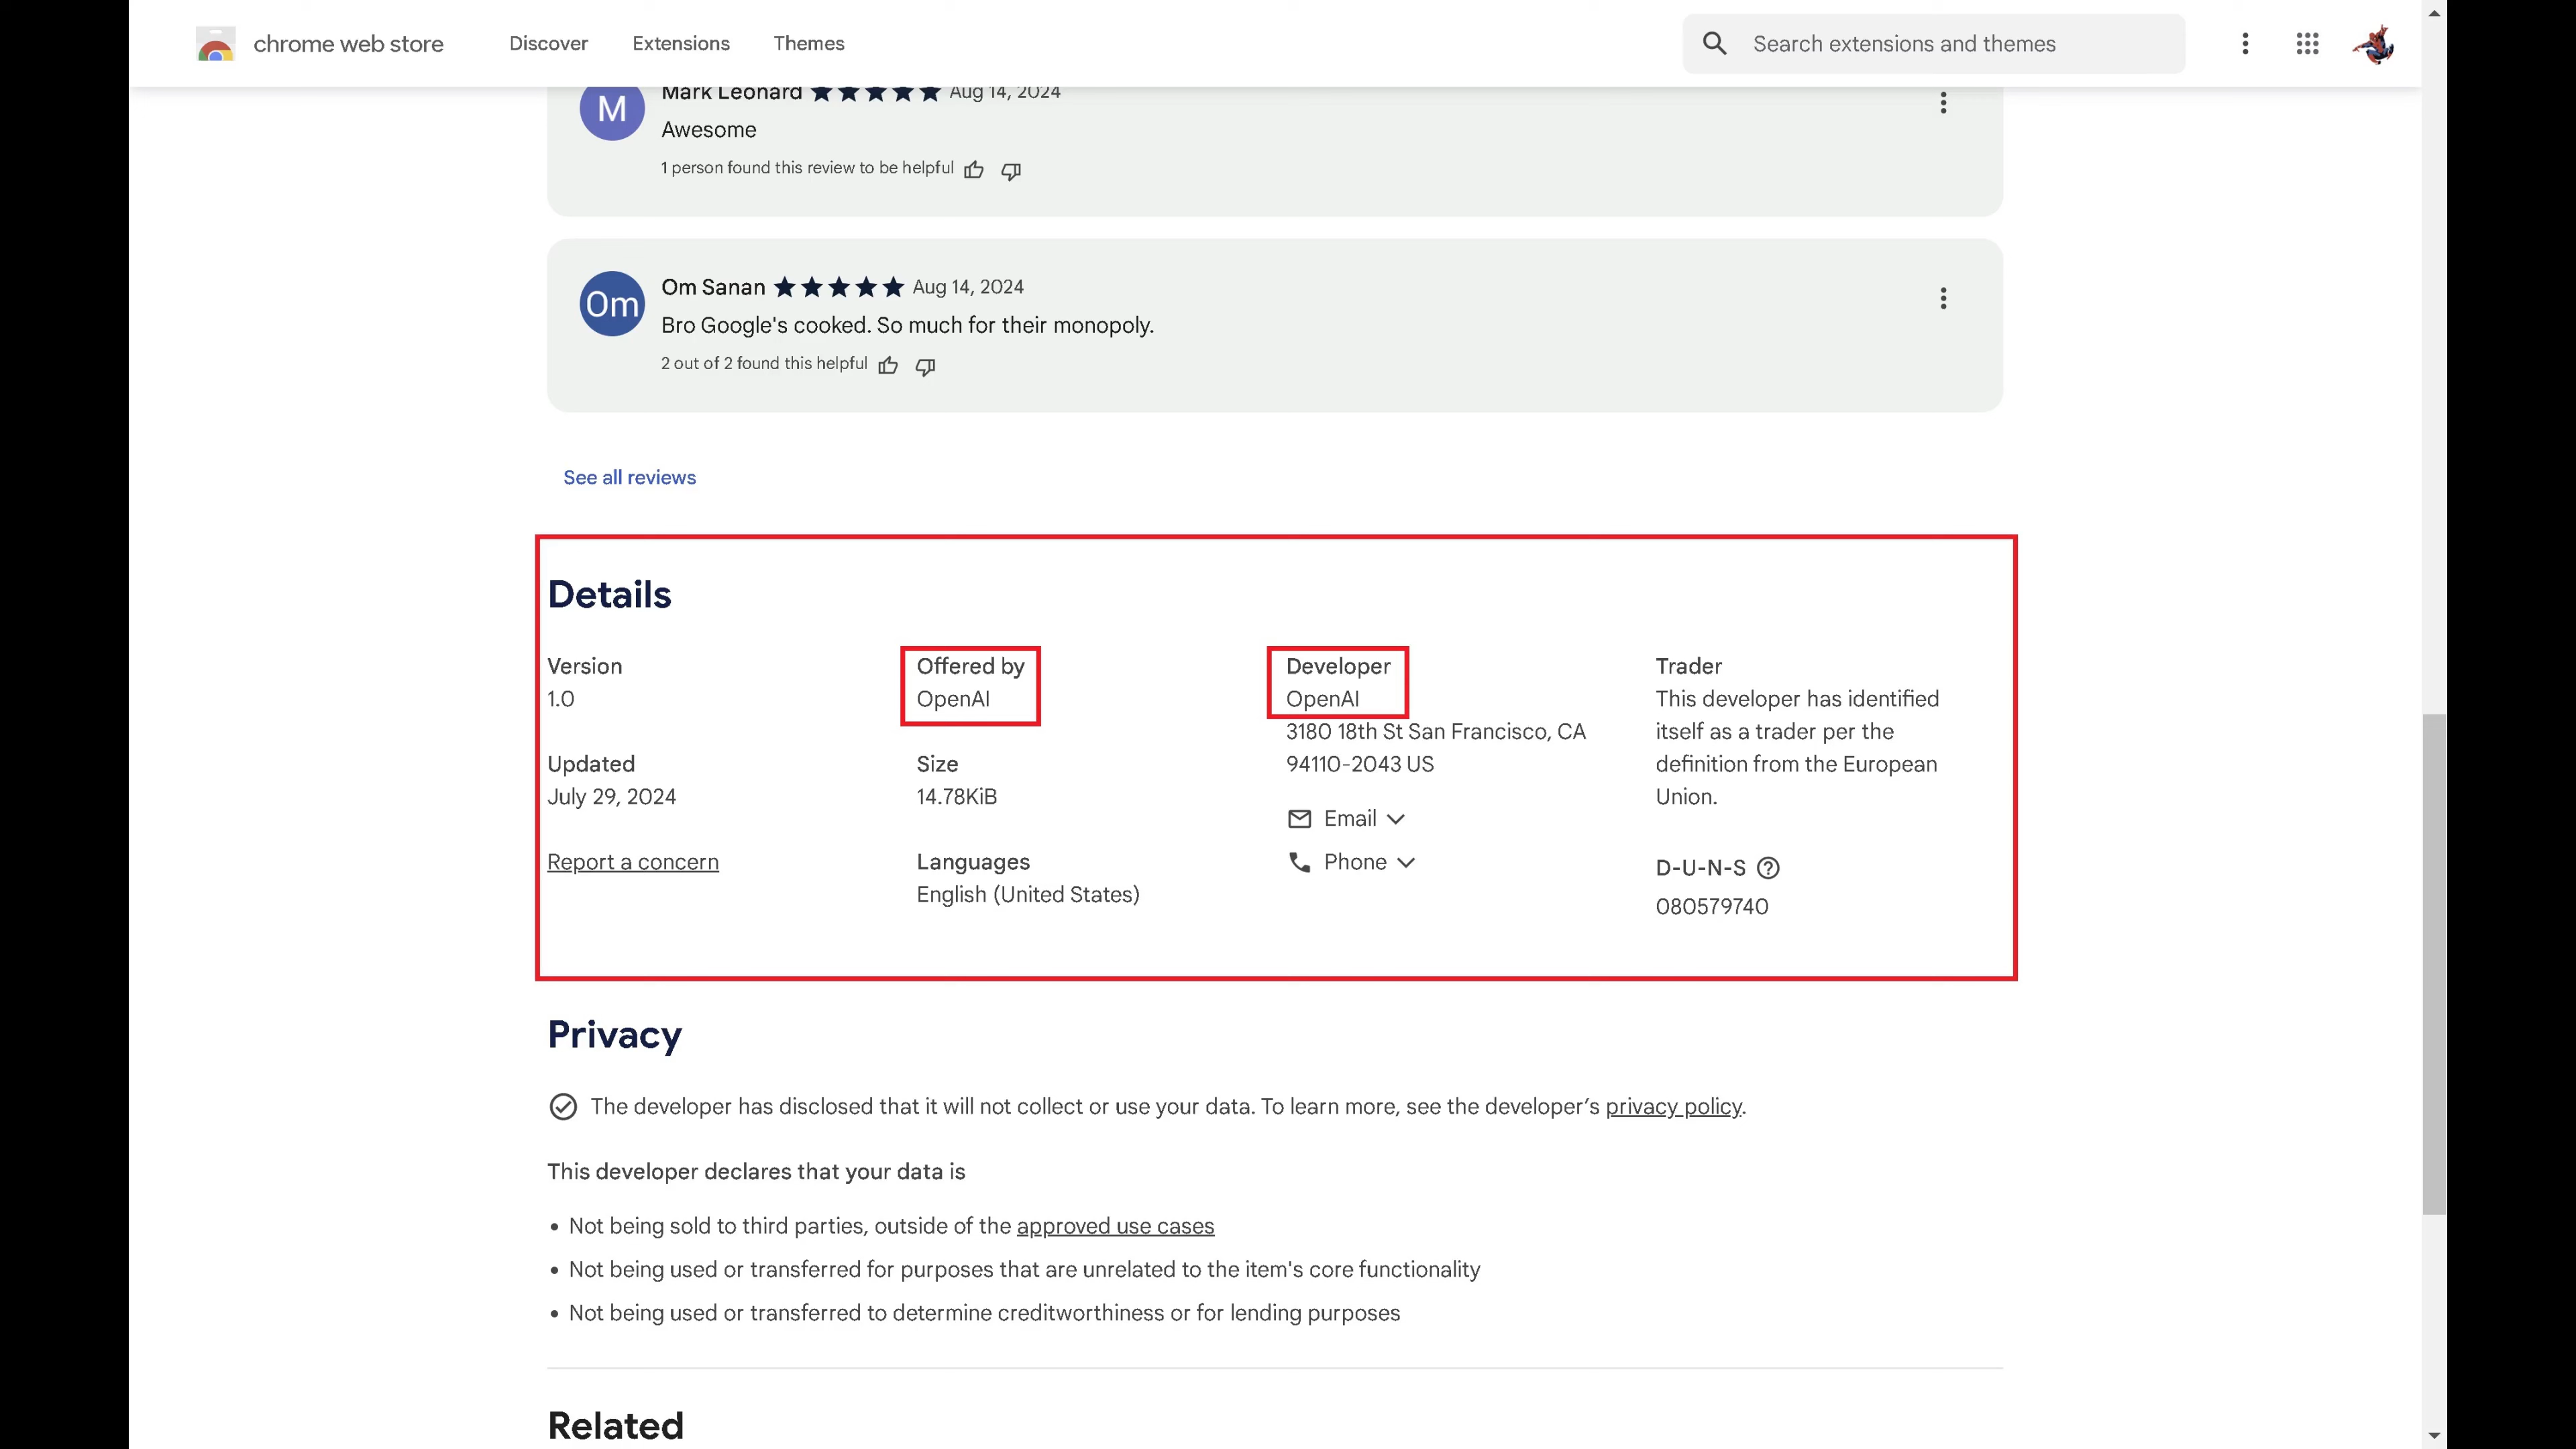 chrome web store
Discover
Extensions
Themes
Search extensions and themes
M
Mark Leonard Aug 14, 2024
Awesome
1 person found this review to be helpful
Om
Om Sanan Aug 14, 2024
Bro Google's cooked. So much for their monopoly.
2 out of 2 found this helpful
See all reviews
Details
Version
1.0
Updated
July 29, 2024
Report a concern
Offered by
OpenAI
Size
14.78KiB
Languages
English (United States)
Developer
OpenAI
3180 18th St San Francisco, CA
94110-2043 US
Email
Phone
Trader
This developer has identified
itself as a trader per the
definition from the European
Union.
D-U-N-S
080579740
Privacy
The developer has disclosed that it will not collect or use your data. To learn more, see the developer’s privacy policy.
This developer declares that your data is
• Not being sold to third parties, outside of the approved use cases
• Not being used or transferred for purposes that are unrelated to the item's core functionality
• Not being used or transferred to determine creditworthiness or for lending purposes
Related